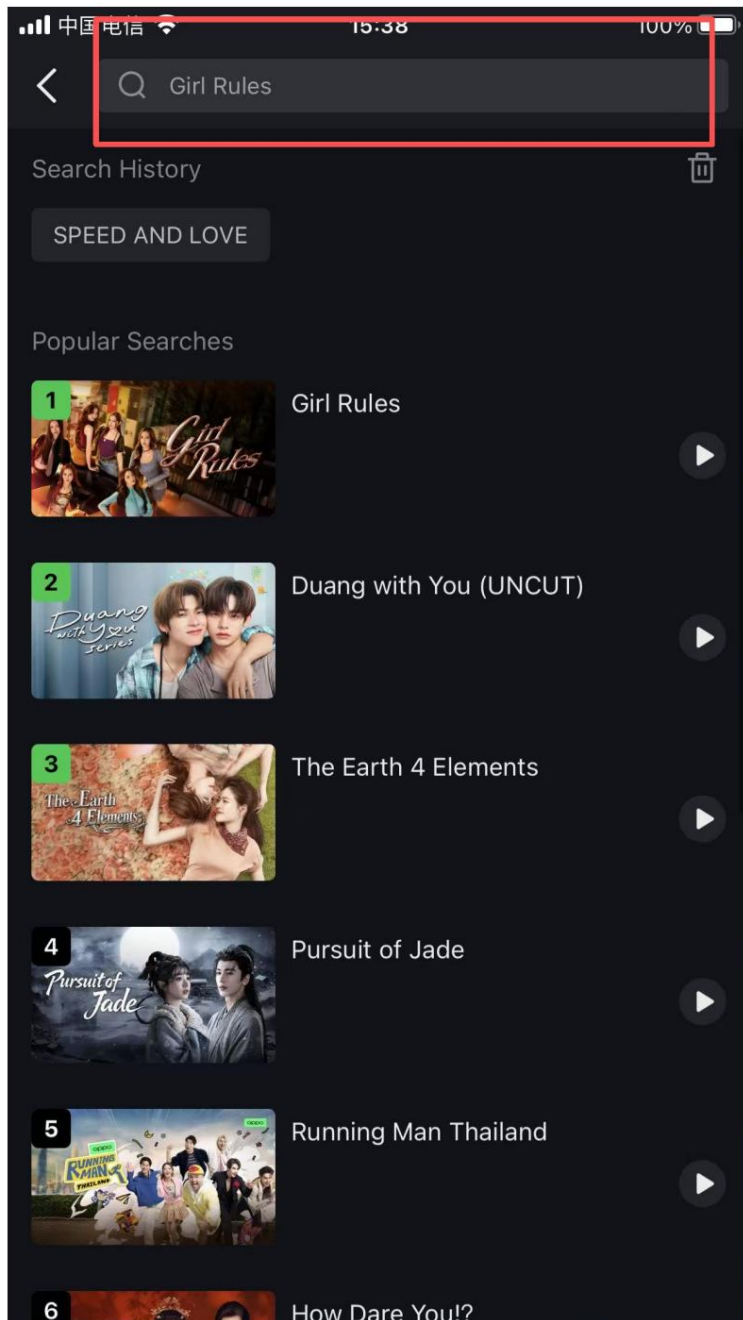 中国电信 15:38 100%
Girl Rules
Search History
SPEED AND LOVE
Popular Searches
1
Girl
Rules
Girl Rules
2
Duang
with You
series
Duang with You (UNCUT)
3
The Earth
4 Elements
The Earth 4 Elements
4
Pursuit of
Jade
Pursuit of Jade
5
oppo
oppo
RUNNING
MAN
THAILAND
Running Man Thailand
6
How Dare You!?